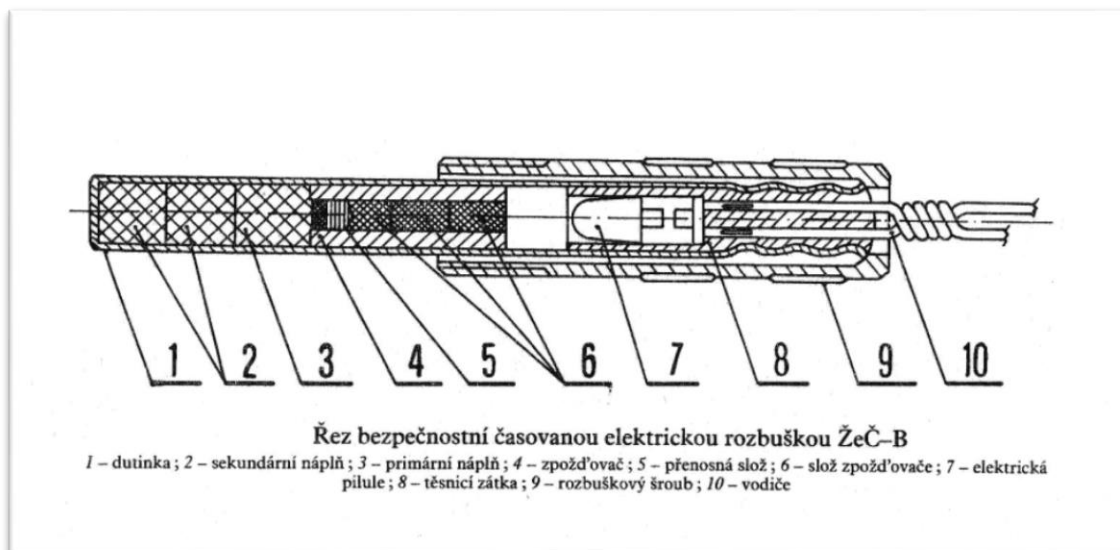 1 2 3 4 5 6 7 8 9 10
Řez bezpečnostní časovanou elektrickou rozbuškou ŽeČ–B
1 – dutinka ; 2 – sekundární náplň ; 3 – primární náplň ; 4 – zpožďovač ; 5 – přenosná slož ; 6 – slož zpožďovače ; 7 – elektrická
pilule ; 8 – těsnicí zátka ; 9 – rozbuškový šroub ; 10 – vodiče